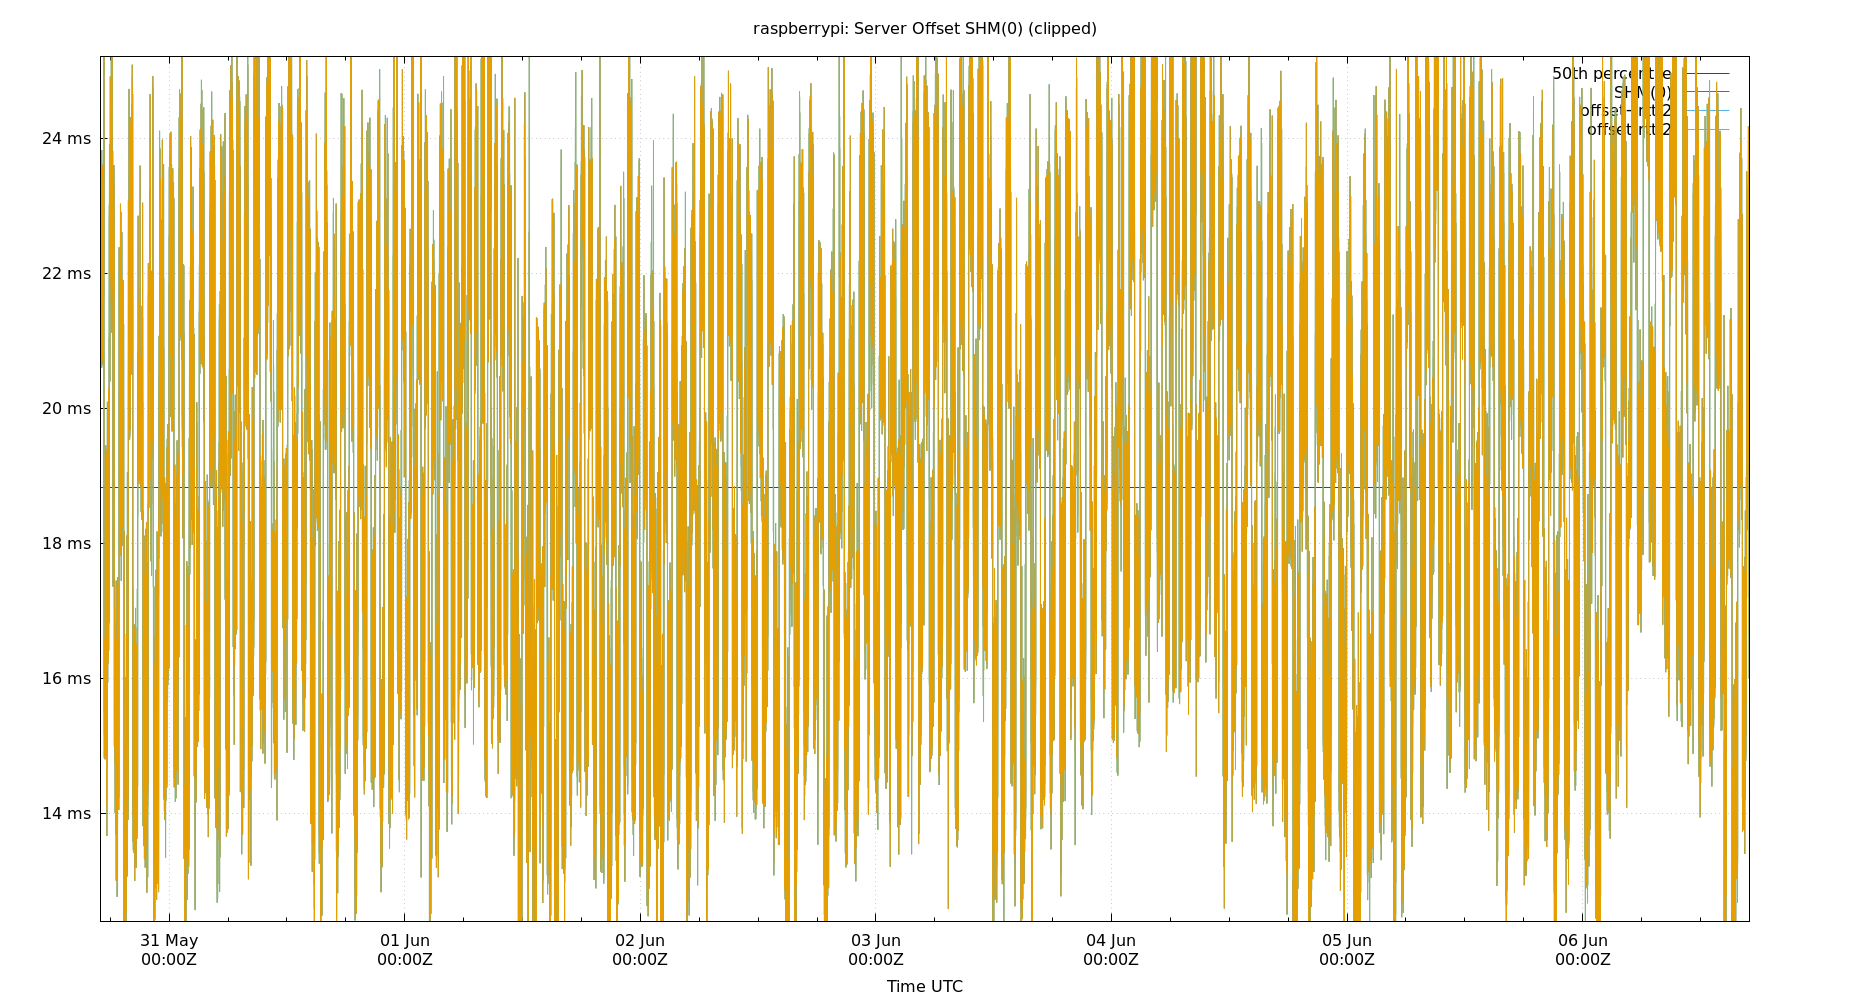 raspberrypi: Server Offset SHM(0) (clipped)
50th percentile
SHM(0)
24 ms
22 ms
20 ms
18 ms
16 ms
14 ms
31 May
00:00Z
01 Jun
00:00Z
02 Jun
00:00Z
03 Jun
00:00Z
04 Jun
00:00Z
05 Jun
00:00Z
06 Jun
00:00Z
Time UTC